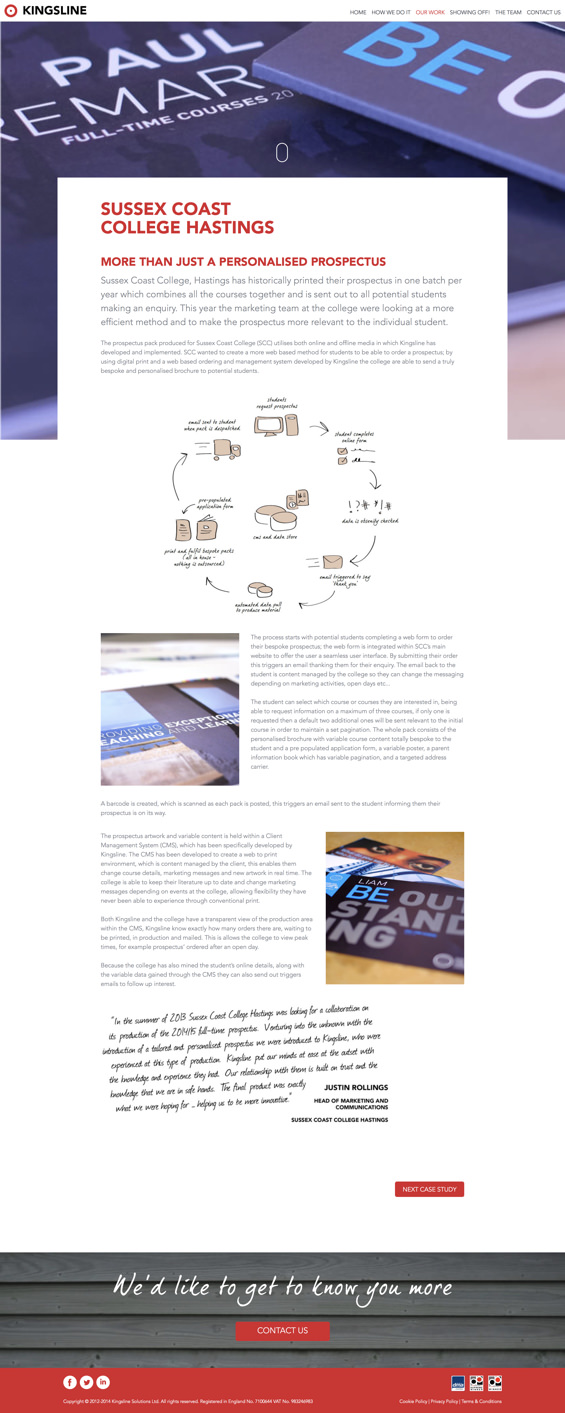 KINGSLINE
HOME HOW WE DO IT OUR WORK SHOWING OFF! THE TEAM CONTACT US
PAUL
REMAR
FULL-TIME COURSES 20
BE O
SUSSEX COAST
COLLEGE HASTINGS
MORE THAN JUST A PERSONALISED PROSPECTUS
Sussex Coast College, Hastings has historically printed their prospectus in one batch per
year which combines all the courses together and is sent out to all potential students
making an enquiry. This year the marketing team at the college were looking at a more
efficient method and to make the prospectus more relevant to the individual student.
The prospectus pack produced for Sussex Coast College (SCC) utilises both online and offline media in which Kingsline has
developed and implemented. SCC wanted to create a more web based method for students to be able to order a prospectus; by
using digital print and a web based ordering and management system developed by Kingsline the college are able to send a truly
bespoke and personalised brochure to potential students.
students
request prospectus
email sent to student
when pack is despatched
student completes
online form
pre-populated
application form
! ? # * ! *
data is eternally checked
cms and data store
print and fulfil bespoke packs
(all in house -
nothing is outsourced)
email triggered to say
'thank you'
automated data pull
to produce material
The process starts with potential students completing a web form to order
their bespoke prospectus; the web form is integrated within SCC's main
website to offer the user a seamless user interface. By submitting their order
this triggers an email thanking them for their enquiry. The email back to the
student is content managed by the college so they can change the messaging
depending on marketing activities, open days etc...
PROVIDING EXCEPTIONAL
TEACHING AND LEARN
The student can select which course or courses they are interested in, being
able to request information on a maximum of three courses, if only one is
requested then a default two additional ones will be sent relevant to the initial
course in order to maintain a set pagination. The whole pack consists of the
personalised brochure with variable course content totally bespoke to the
student and a pre populated application form, a variable poster, a parent
information book which has variable pagination, and a targeted address
carrier.
A barcode is created, which is scanned as each pack is posted, this triggers an email sent to the student informing them their
prospectus is on its way.
The prospectus artwork and variable content is held within a Client
Management System (CMS), which has been specifically developed by
Kingsline. The CMS has been developed to create a web to print
environment, which is content managed by the client, this enables them
change course details, marketing messages and new artwork in real time. The
college is able to keep their literature up to date and change marketing
messages depending on events at the college, allowing flexibility they have
never been able to experience through conventional print.
LIAM
BE OUT
STAND
ING
Both Kingsline and the college have a transparent view of the production area
within the CMS, Kingsline know exactly how many orders there are, waiting to
be printed, in production and mailed. This is allows the college to view peak
times, for example prospectus' ordered after an open day.
Because the college has also mined the student's online details, along with
the variable data gained through the CMS they can also send out triggers
emails to follow up interest.
"In the summer of 2013 Sussex Coast College Hastings was looking for a collaboration on
its production of the 2014/15 full-time prospectus. Venturing into the unknown with the
introduction of a tailored and personalised prospectus we were introduced to Kingsline, who were
experienced at this type of production. Kingsline put our minds at ease at the outset with
the knowledge and experience they had. Our relationship with them is built on trust and the
knowledge that we are in safe hands. The final product was exactly
what we were hoping for ... helping us to be more innovative."
JUSTIN ROLLINGS
HEAD OF MARKETING AND
COMMUNICATIONS
SUSSEX COAST COLLEGE HASTINGS
NEXT CASE STUDY
We'd like to get to know you more
CONTACT US
Copyright © 2013-2014 Kingsline Solutions Ltd. All rights reserved. Registered in England No. 7100644 VAT No. 983246983
Cookie Policy | Privacy Policy | Terms & Conditions